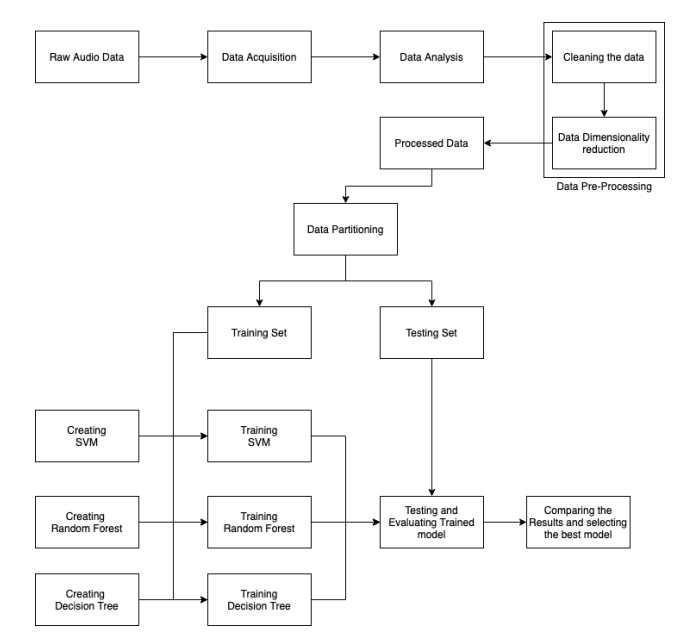 Raw Audio Data
Data Acquisition
Data Analysis
Cleaning the data
Processed Data
Data Dimensionality
reduction
Data Pre-Processing
Data Partitioning
Training Set
Testing Set
Creating
SVM
Training
SVM
Creating
Random Forest
Training
Random Forest
Testing and
Evaluating Trained
model
Comparing the
Results and selecting
the best model
Creating
Decision Tree
Training
Decision Tree